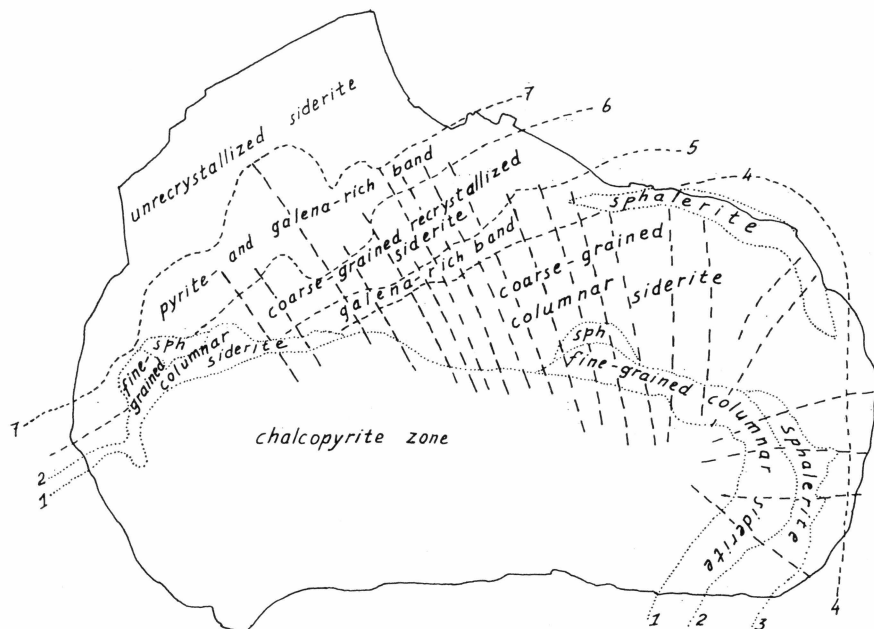 7
unrecrystallized siderite
6
5
4
pyrite- and galena-rich band
coarse-grained recrystallized
siderite
galena-rich band
sphalerite
coarse-grained
columnar siderite
sph
fine-grained columnar
siderite
sph
fine-grained columnar
siderite
sphalerite
chalcopyrite zone
7
2
1
1
2
3
4